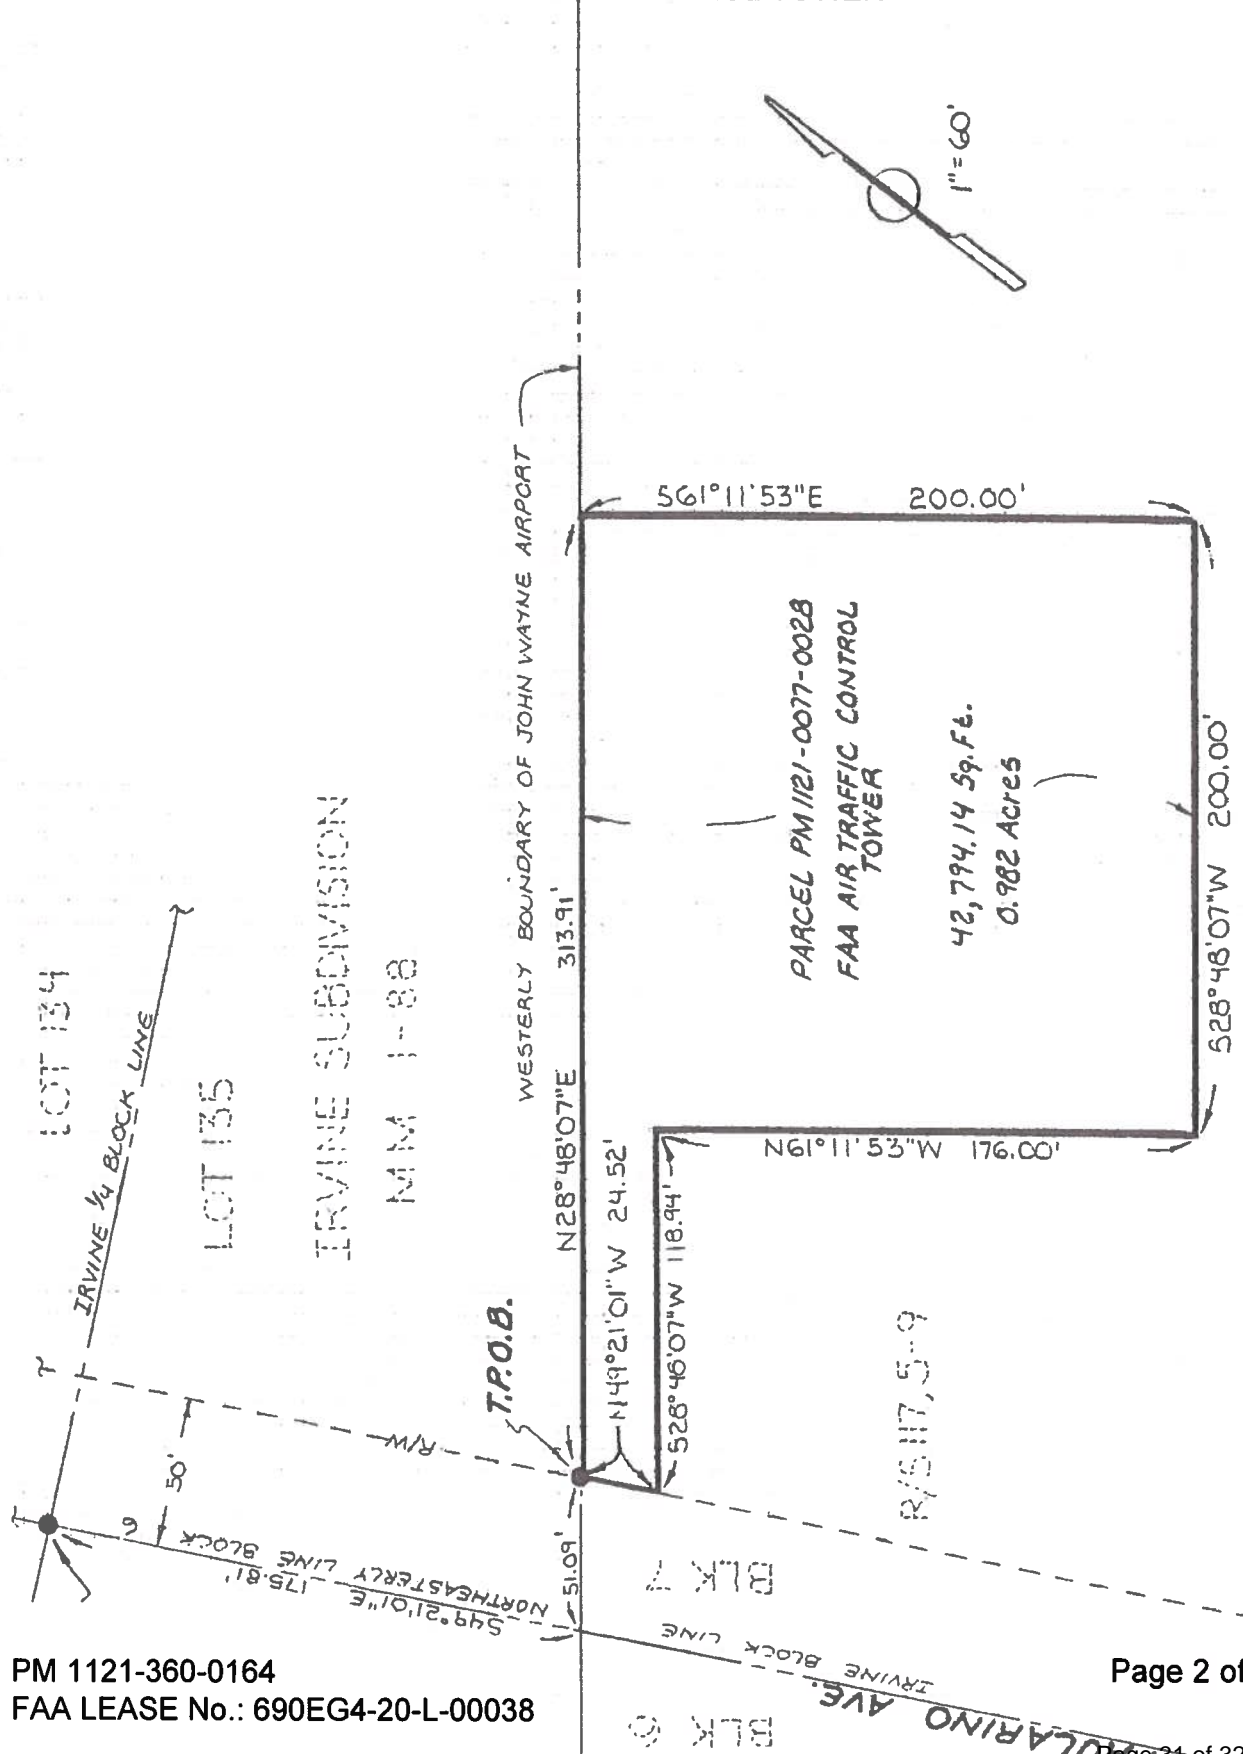 1"=60'
WESTERLY BOUNDARY OF JOHN WAYNE AIRPORT
S61°11'53"E 200.00'
PARCEL PM 1121-0077-0028
FAA AIR TRAFFIC CONTROL
TOWER
42,794.14 Sq.Ft.
0.982 Acres
S28°48'07"W 200.00'
N61°11'53"W 176.00'
N28°48'07"E 313.91'
N49°21'01"W 24.52'
S28°48'07"W 118.94'
LOT 134
IRVINE 1/4 BLOCK LINE
LOT 135
IRVINE SUBDIVISION
MM 1-88
T.P.O.B.
R/W
50'
6
NORTHEASTERLY LINE BLOCK
S49°21'01"E 175.81'
51.09'
R/S 117, 5-9
BLK 7
IRVINE BLOCK LINE
BLK 6
AVE.
PM 1121-360-0164
FAA LEASE No.: 690EG4-20-L-00038
Page 2 of